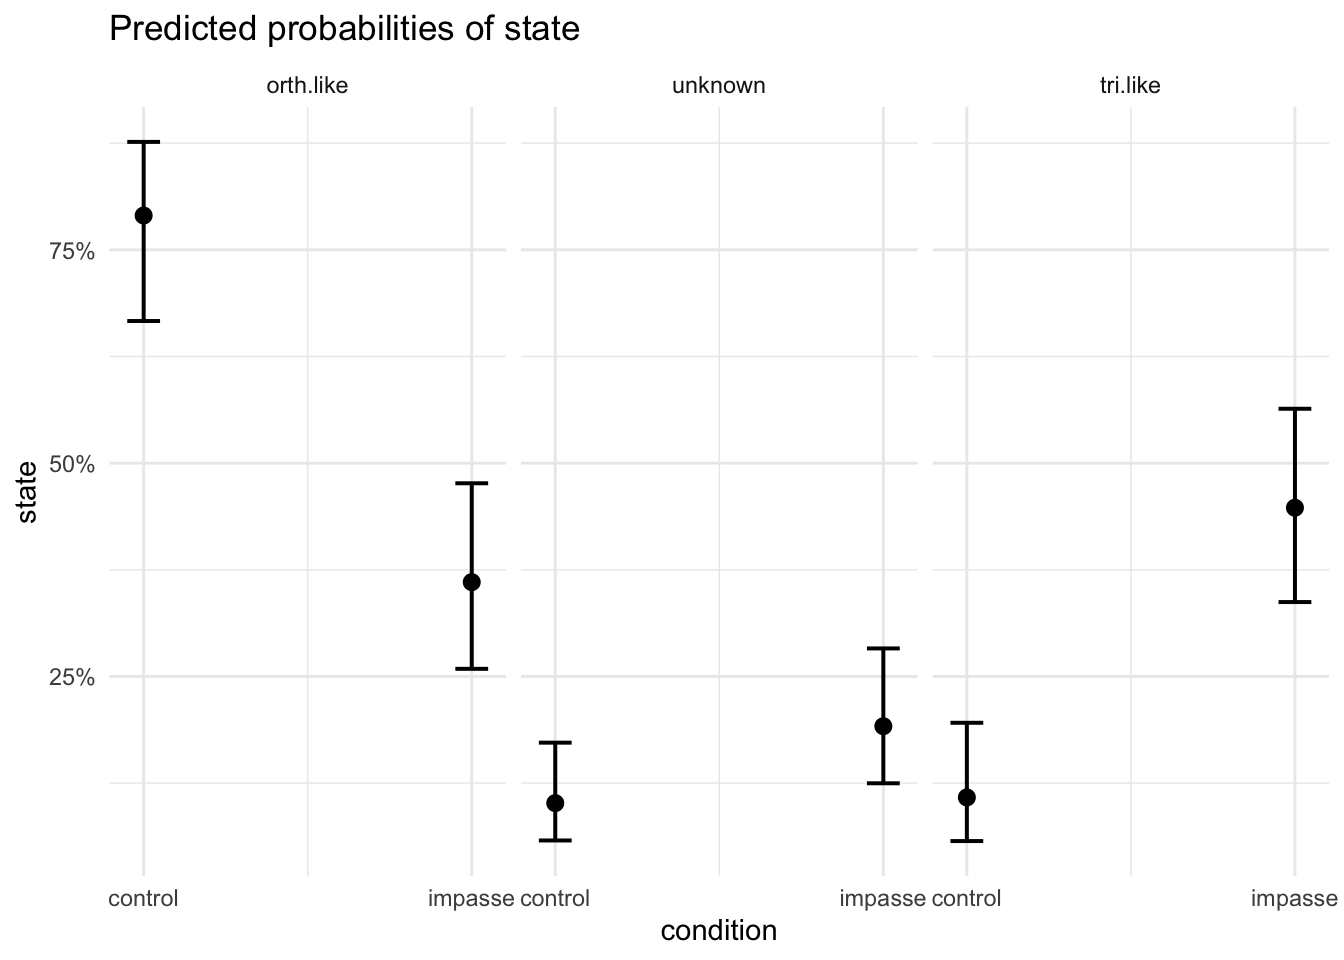 Predicted probabilities of state
orth.like unknown tri.like
75%
50%
25%
state
control impasse control impasse control impasse
condition